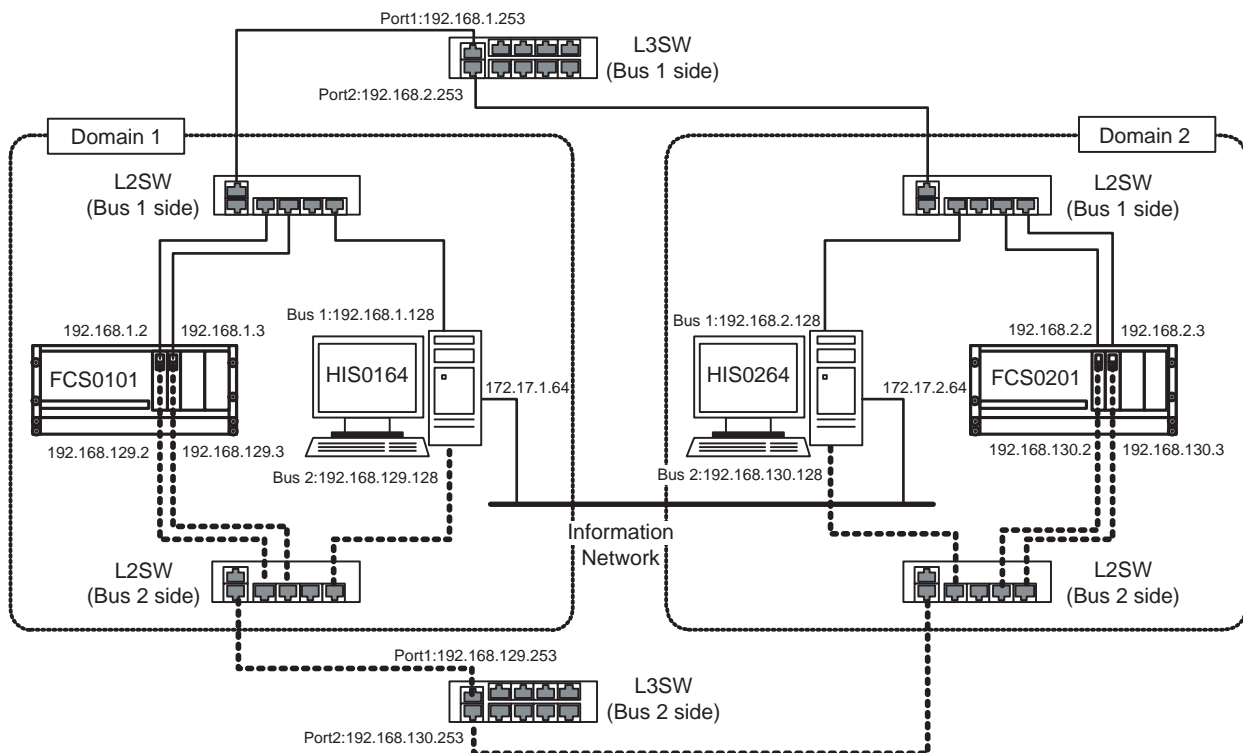 Port1:192.168.1.253
L3SW
(Bus 1 side)
Port2:192.168.2.253
Domain 1
Domain 2
L2SW
(Bus 1 side)
L2SW
(Bus 1 side)
192.168.1.2
192.168.1.3
Bus 1:192.168.1.128
Bus 1:192.168.2.128
192.168.2.2
192.168.2.3
FCS0101
HIS0164
172.17.1.64
HIS0264
172.17.2.64
FCS0201
192.168.129.2
192.168.129.3
Bus 2:192.168.129.128
Bus 2:192.168.130.128
192.168.130.2
192.168.130.3
Information
Network
L2SW
(Bus 2 side)
L2SW
(Bus 2 side)
Port1:192.168.129.253
L3SW
(Bus 2 side)
Port2:192.168.130.253